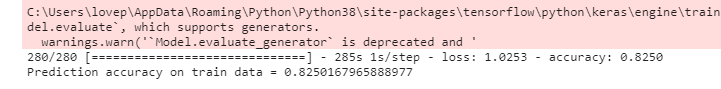 C:\Users\lovep\AppData\Roaming\Python\Python38\site-packages\tensorflow\python\keras\engine\train
del.evaluate`, which supports generators.
  warnings.warn('`Model.evaluate_generator` is deprecated and '
280/280 [==============================] - 285s 1s/step - loss: 1.0253 - accuracy: 0.8250
Prediction accuracy on train data = 0.8250167965888977